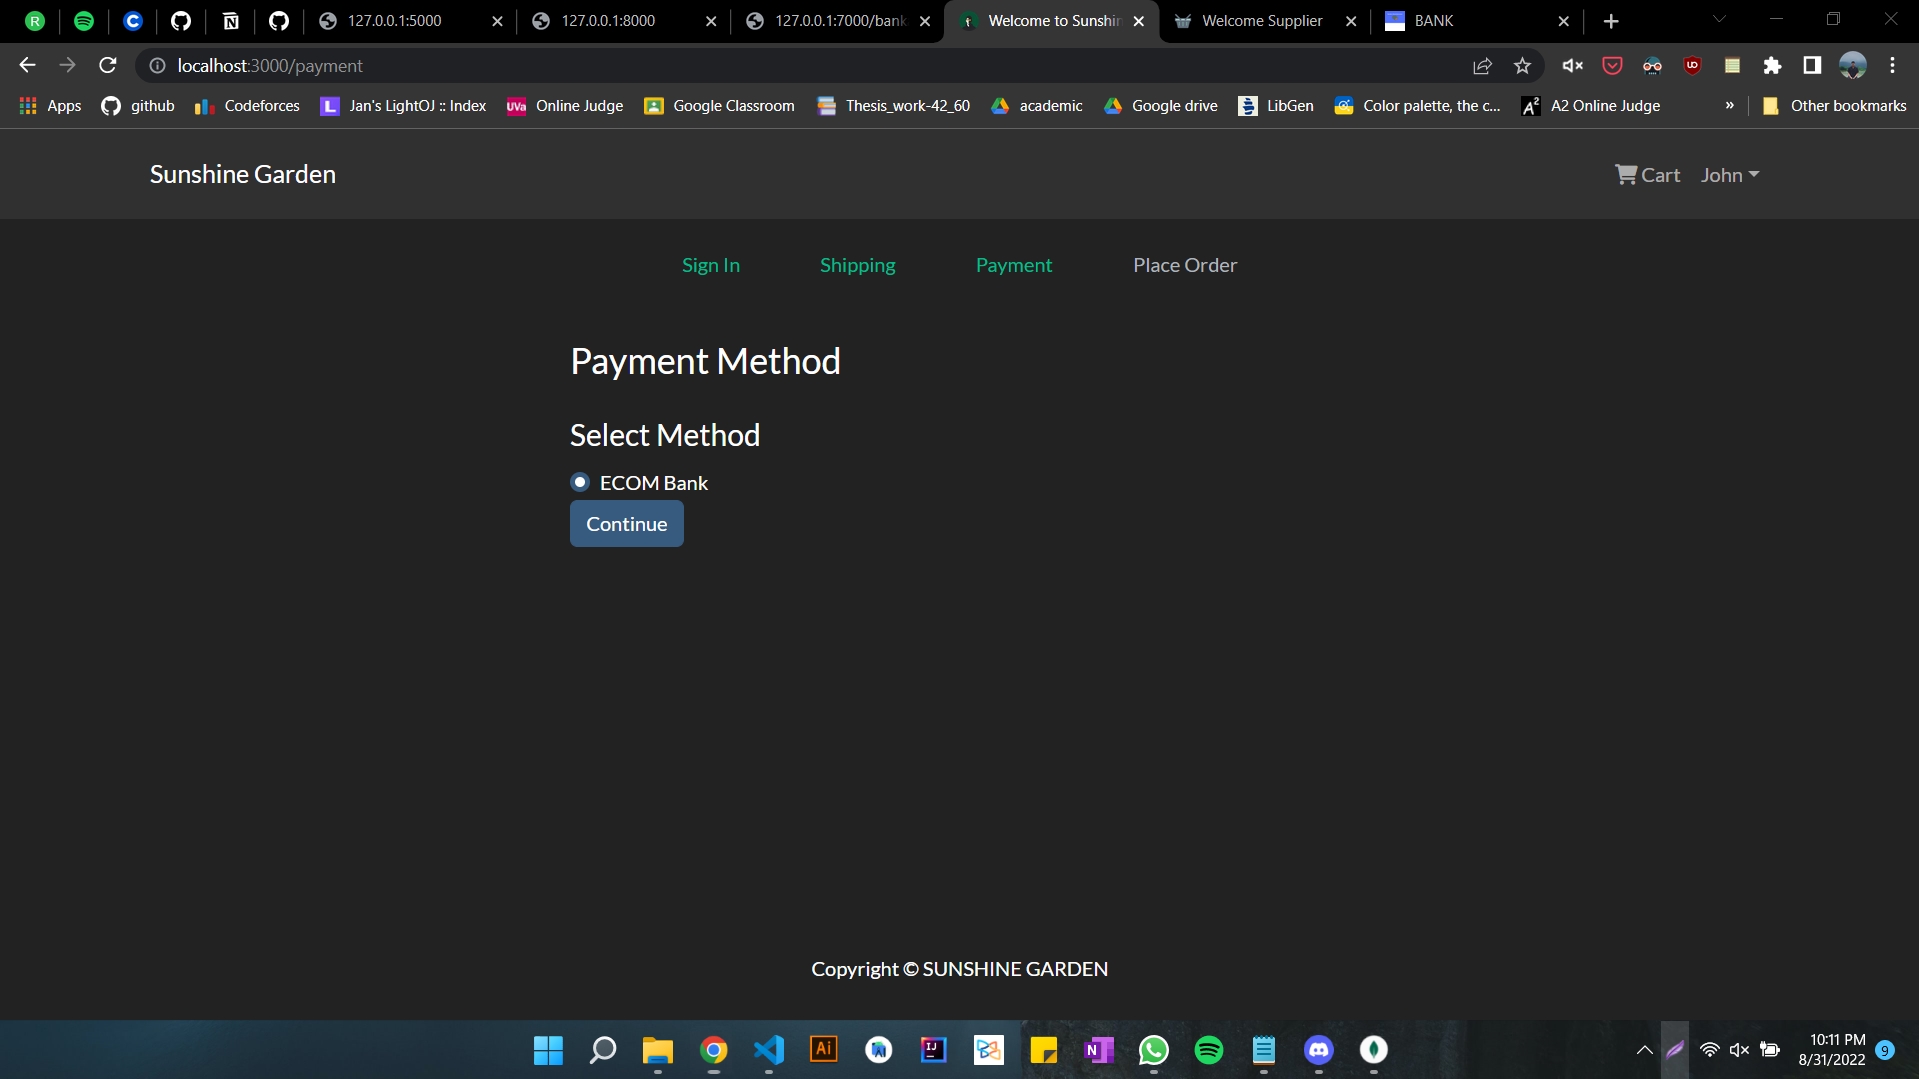 127.0.0.1:5000
127.0.0.1:8000
127.0.0.1:7000/bank
Welcome to Sunshin
Welcome Supplier
BANK
localhost:3000/payment
Apps
github
Codeforces
Jan's LightOJ :: Index
UVa
Online Judge
Google Classroom
Thesis_work-42_60
academic
Google drive
LibGen
Color palette, the c...
A2 Online Judge
»
Other bookmarks
Sunshine Garden
Cart
John
Sign In
Shipping
Payment
Place Order
Payment Method
Select Method
ECOM Bank
Continue
Copyright © SUNSHINE GARDEN
10:11 PM
8/31/2022
9